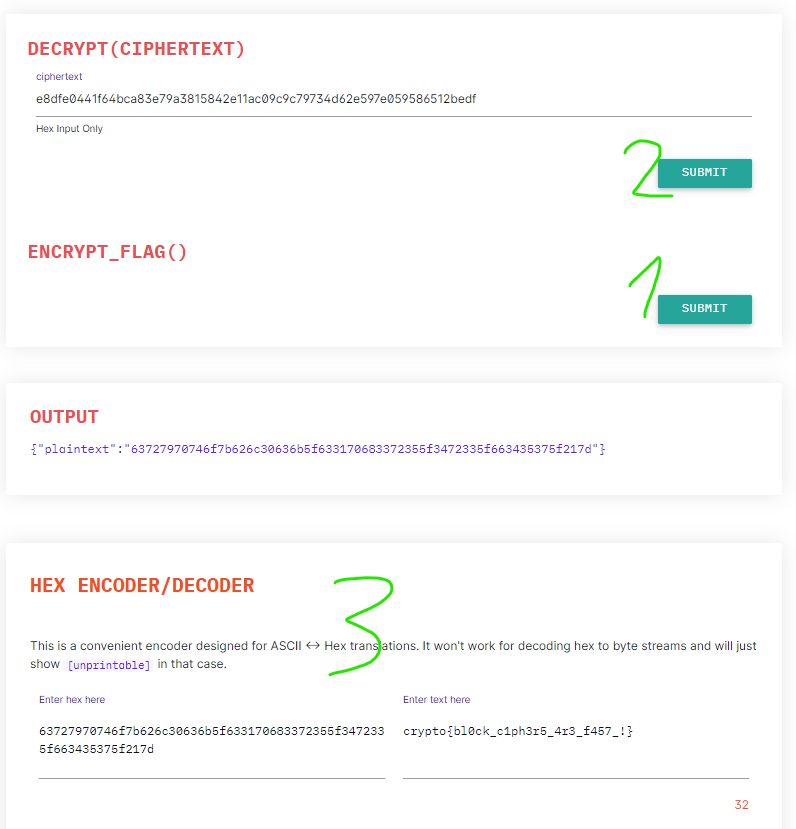 DECRYPT(CIPHERTEXT)
ciphertext
e8dfe0441f64bca83e79a3815842e11ac09c9c79734d62e597e059586512bedf
Hex Input Only
2
SUBMIT
ENCRYPT_FLAG()
1
SUBMIT
OUTPUT
{"plaintext":"63727970746f7b626c30636b5f633170683372355f3472335f663435375f217d"}
HEX ENCODER/DECODER
3
This is a convenient encoder designed for ASCII <-> Hex translations. It won't work for decoding hex to byte streams and will just
show [unprintable] in that case.
Enter hex here
Enter text here
63727970746f7b626c30636b5f633170683372355f347233
5f663435375f217d
crypto{bl0ck_c1ph3r5_4r3_f457_!}
32